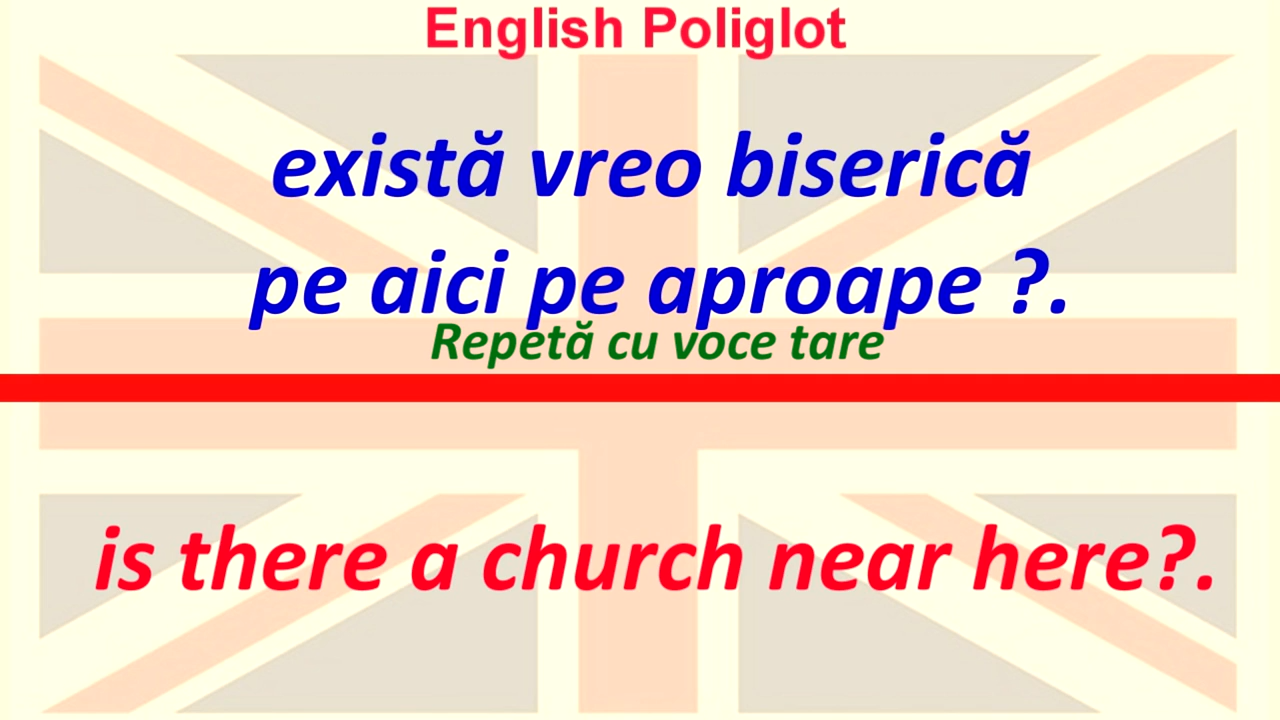 English Poliglot
există vreo biserică
pe aici pe aproape ?.
Repetă cu voce tare
is there a church near here?.